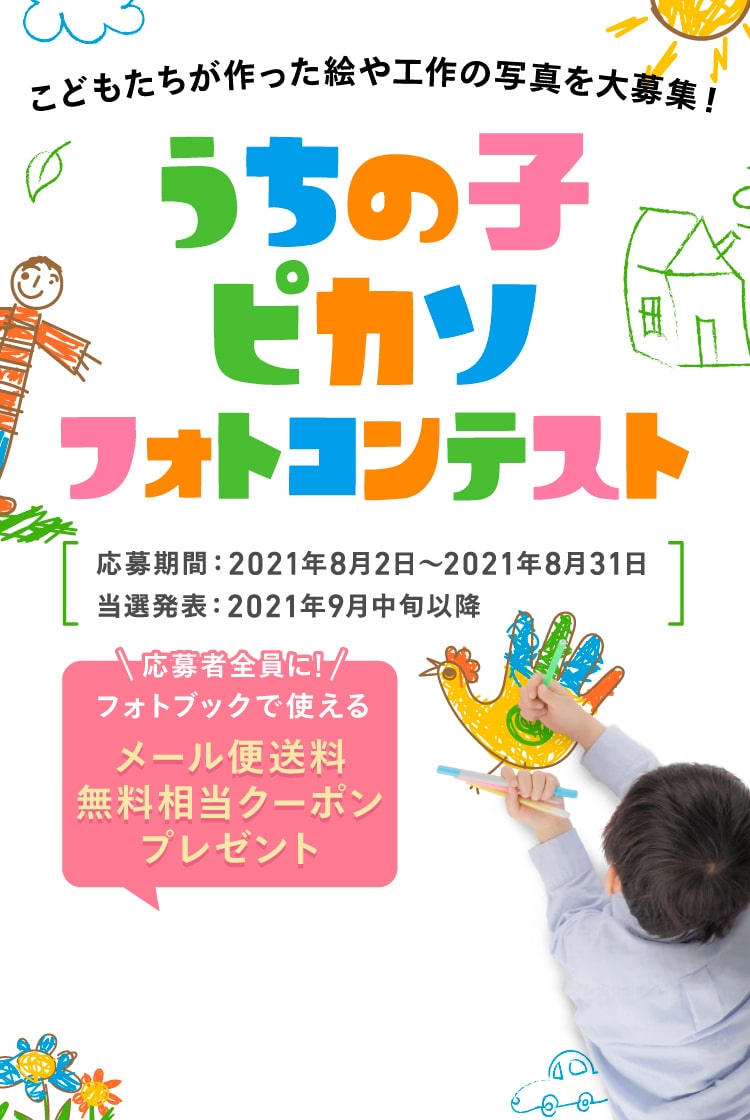 こどもたちが作った絵や工作の写真を大募集！
うちの子
ピカソ
フォトコンテスト
応募期間：2021年8月2日〜2021年8月31日
当選発表：2021年9月中旬以降
応募者全員に！
フォトブックで使える
メール便送料
無料相当クーポン
プレゼント